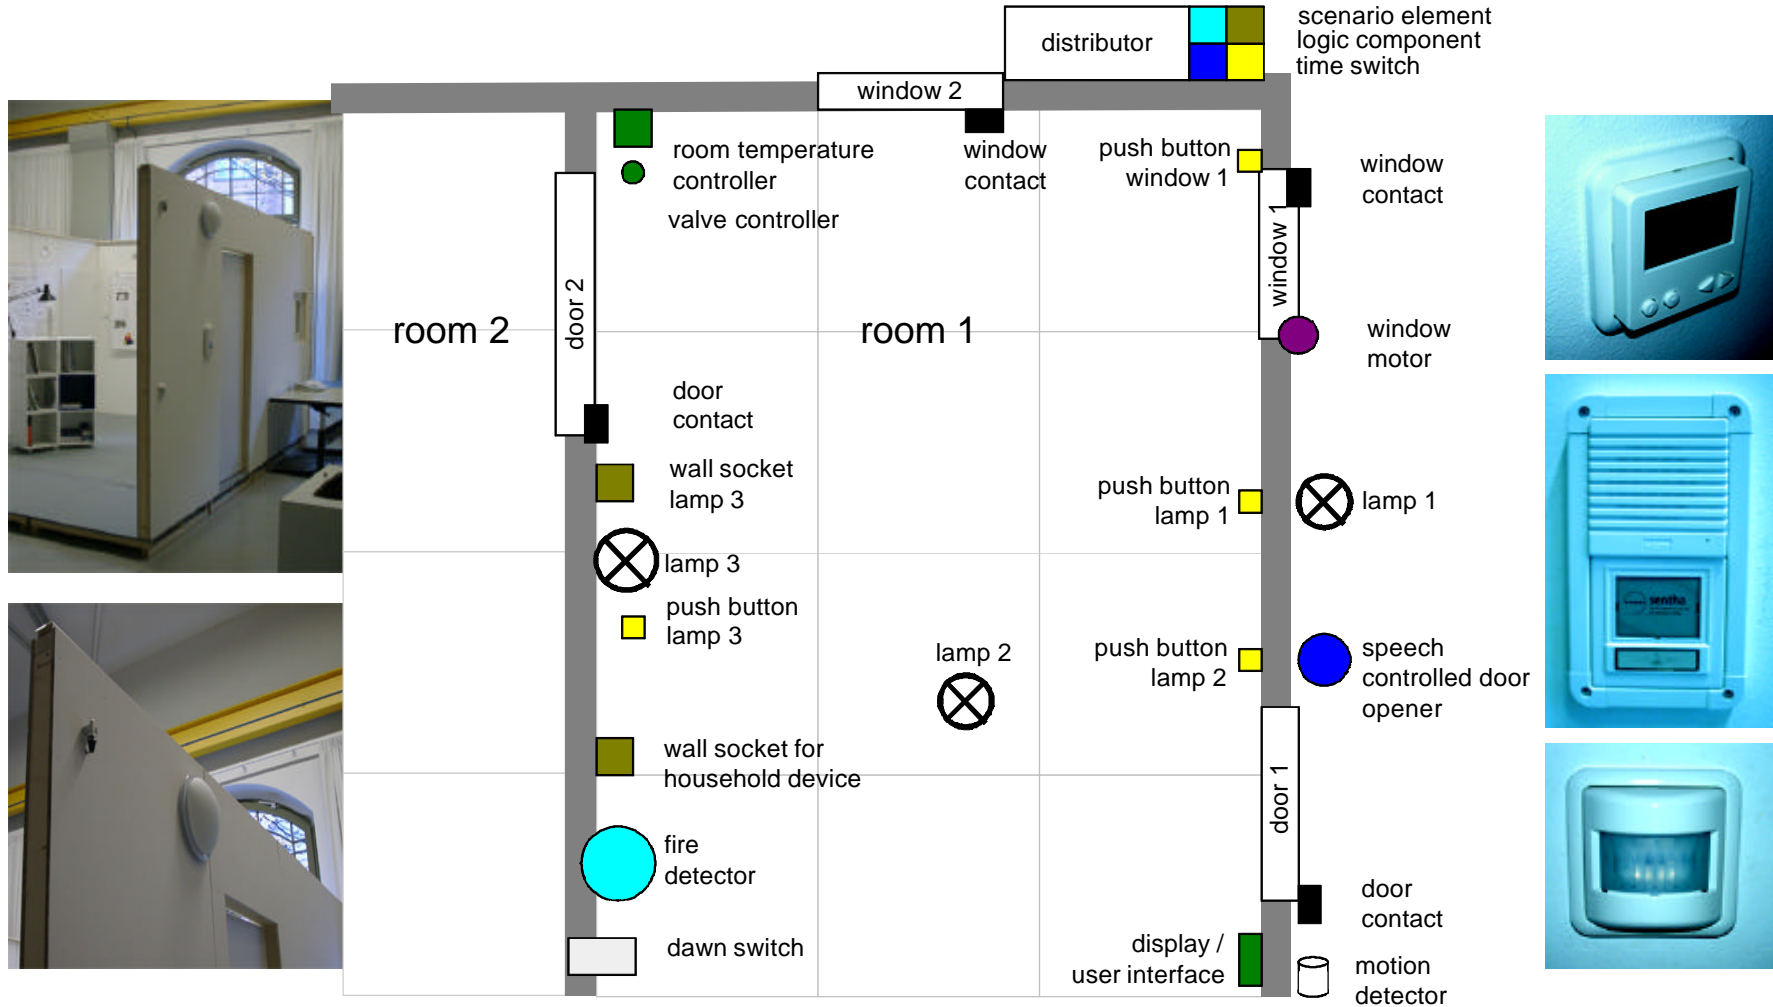 scenario element
distributor
logic component
time switch
window 2
room temperature
controller
valve controller
window
contact
push button
window 1
window
contact
window 1
door 2
room 2
room 1
window
motor
door
contact
wall socket
lamp 3
push button
lamp 1
lamp 1
lamp 3
push button
lamp 3
lamp 2
push button
lamp 2
speech
controlled door
opener
sentha
wall socket for
household device
door 1
fire
detector
door
contact
dawn switch
display /
user interface
motion
detector